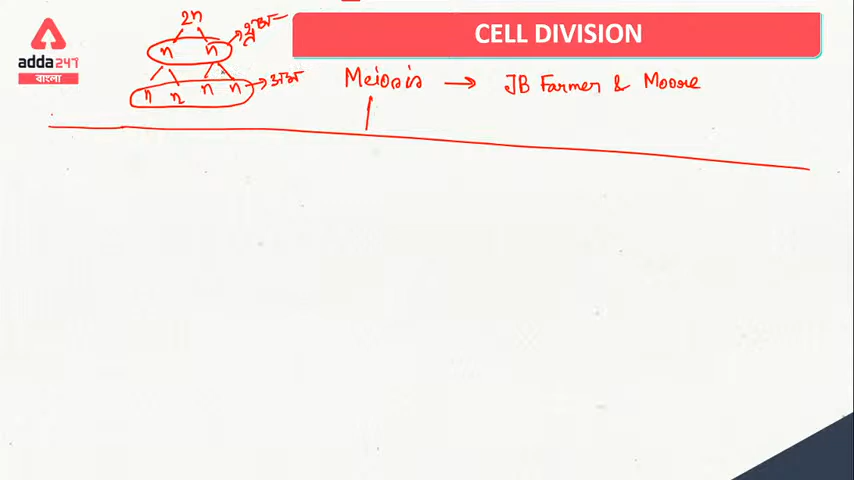 2n
CELL DIVISION
n n
adda247
বাংলা
Meiosis → JB Farmer & Moore
n n n n